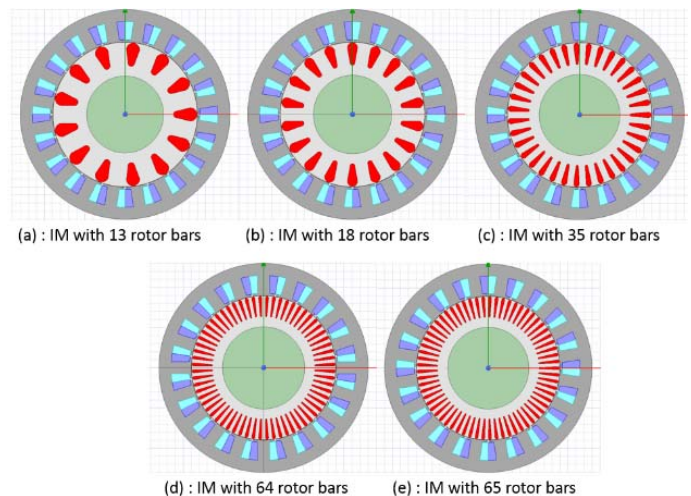 (a) : IM with 13 rotor bars
(b) : IM with 18 rotor bars
(c) : IM with 35 rotor bars
(d) : IM with 64 rotor bars
(e) : IM with 65 rotor bars